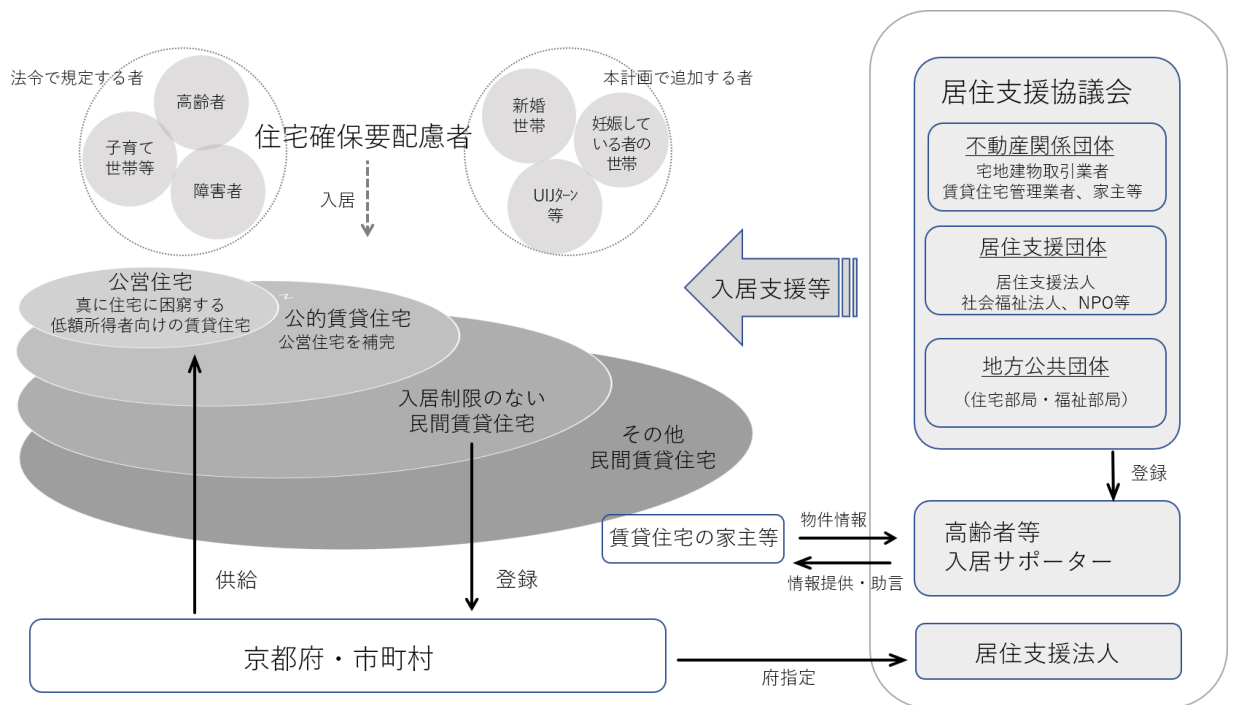 法令で規定する者
高齢者
子育て
世帯等
障害者
住宅確保要配慮者
入居
本計画で追加する者
新婚
世帯
妊娠して
いる者の
世帯
UIJﾀｰﾝ
等
公営住宅
真に住宅に困窮する
低額所得者向けの賃貸住宅
公的賃貸住宅
公営住宅を補完
入居制限のない
民間賃貸住宅
その他
民間賃貸住宅
入居支援等
居住支援協議会
不動産関係団体
宅地建物取引業者
賃貸住宅管理業者、家主等
居住支援団体
居住支援法人
社会福祉法人、NPO等
地方公共団体
（住宅部局・福祉部局）
登録
賃貸住宅の家主等
物件情報
情報提供・助言
高齢者等
入居サポーター
供給
登録
京都府・市町村
府指定
居住支援法人